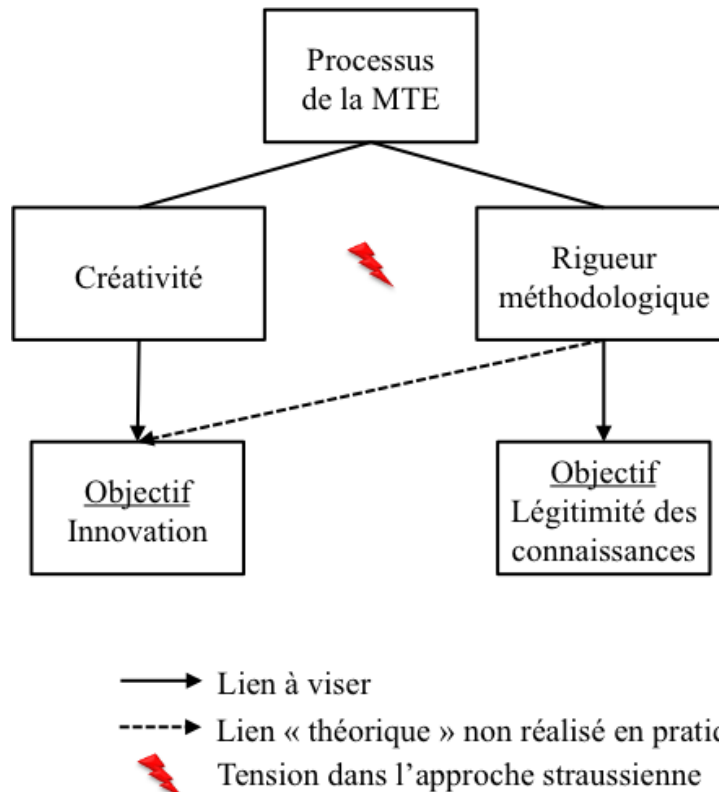 Processus
de la MTE
Créativité
Rigueur
méthodologique
Objectif
Innovation
Objectif
Légitimité des
connaissances
Lien à viser
Lien « théorique » non réalisé en
Tension dans l’approche straussienne